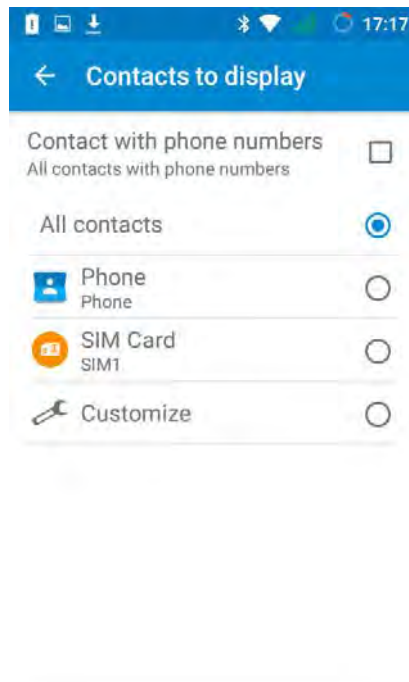 17:17
Contacts to display
Contact with phone numbers
All contacts with phone numbers
All contacts
Phone
Phone
SIM Card
SIM1
Customize